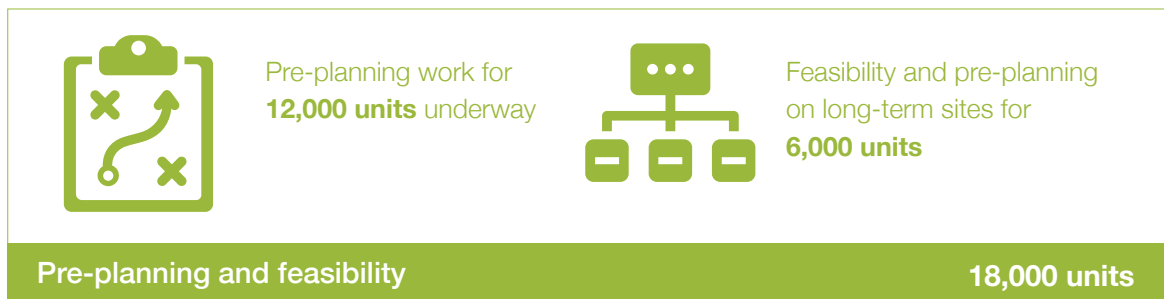 Pre-planning work for
12,000 units underway
Feasibility and pre-planning
on long-term sites for
6,000 units
Pre-planning and feasibility
18,000 units